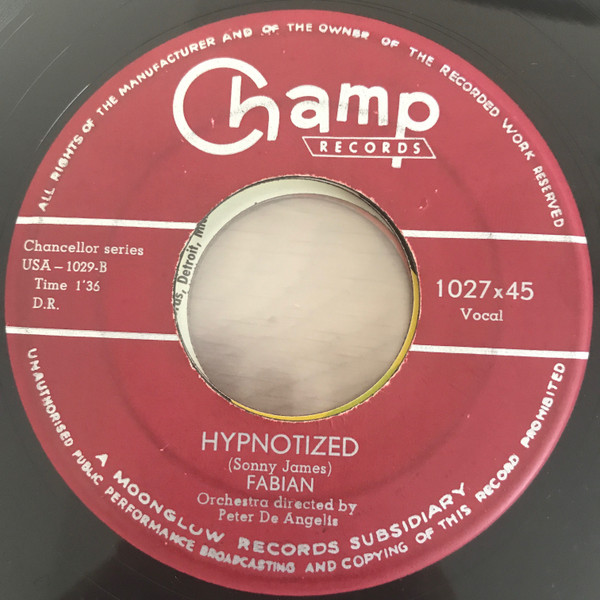 ALL RIGHTS OF THE MANUFACTURER AND OF THE OWNER OF THE RECORDED WORK RESERVED
Champ
RECORDS
Chancellor series
USA – 1029-B
Time 1'36
D.R.
Detroit,
1027x45
Vocal
HYPNOTIZED
(Sonny James)
FABIAN
Orchestra directed by
Peter De Angelis
A MOONGLOW RECORDS SUBSIDIARY
UNAUTHORISED PUBLIC PERFORMANCE BROADCASTING AND COPYING OF THIS RECORD PROHIBITED